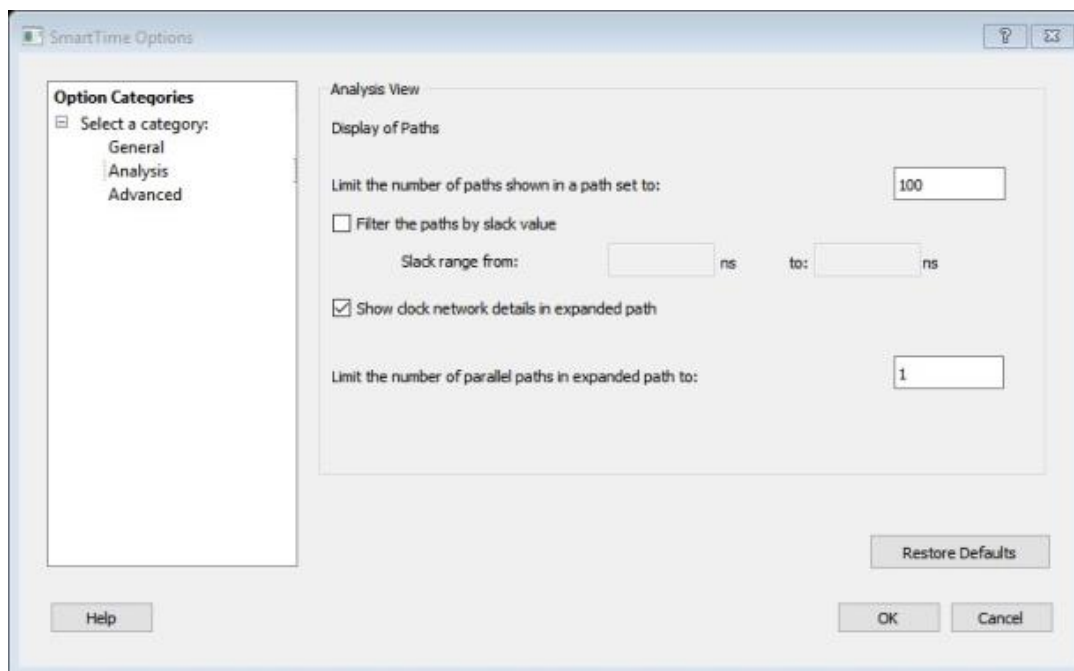 SmartTime Options
Option Categories
Select a category:
General
Analysis
Advanced
Analysis View
Display of Paths
Limit the number of paths shown in a path set to: 100
Filter the paths by slack value
Slack range from: ns to: ns
Show clock network details in expanded path
Limit the number of parallel paths in expanded path to: 1
Restore Defaults
Help OK Cancel